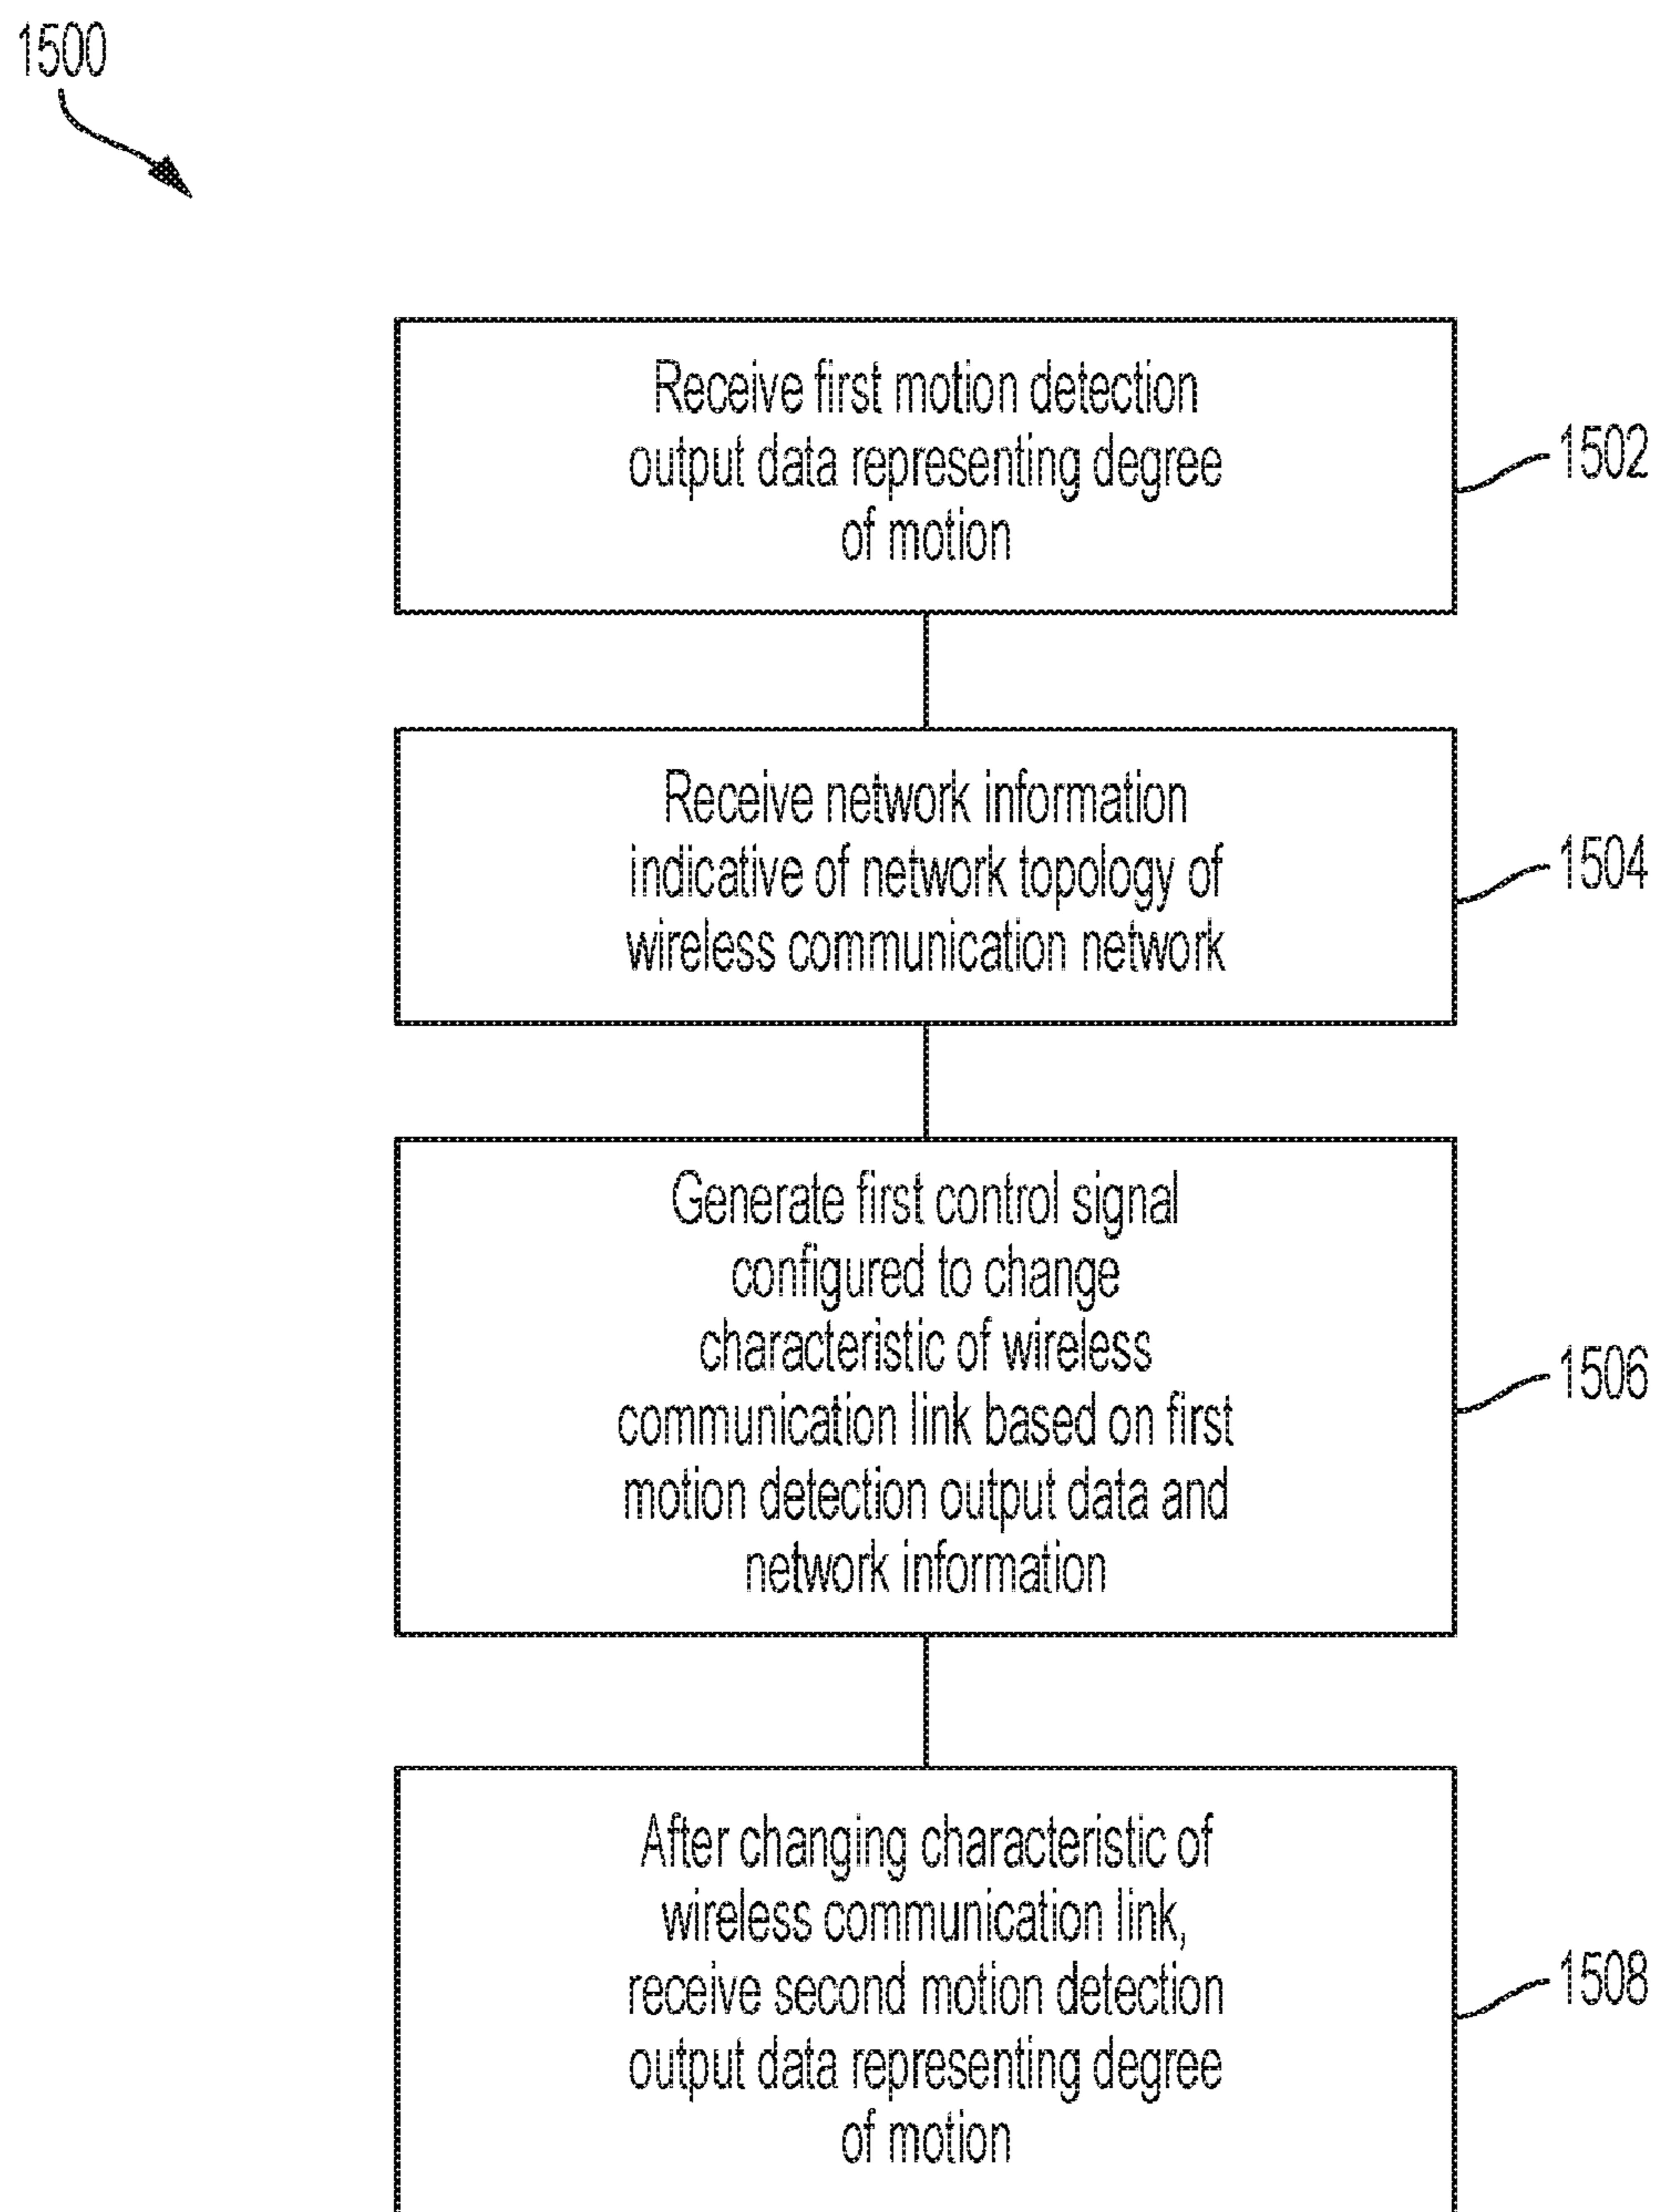 1500
Receive first motion detection
output data representing degree
of motion
1502
Receive network information
indicative of network topology of
wireless communication network
1504
Generate first control signal
configured to change
characteristic of wireless
communication link based on first
motion detection output data and
network information
1506
After changing characteristic of
wireless communication link,
receive second motion detection
output data representing degree
of motion
1508